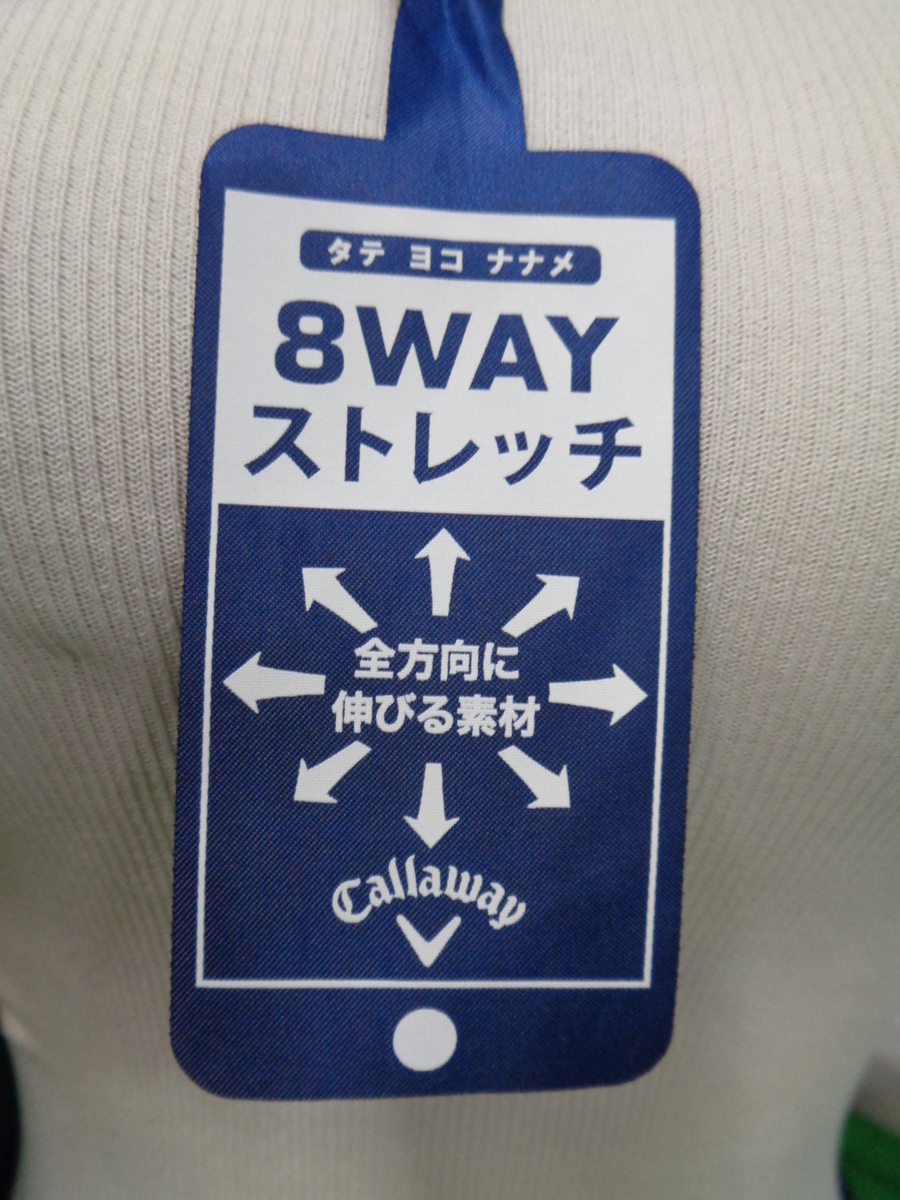 タテ ヨコ ナナメ
8WAY
ストレッチ
全方向に
伸びる素材
Callaway